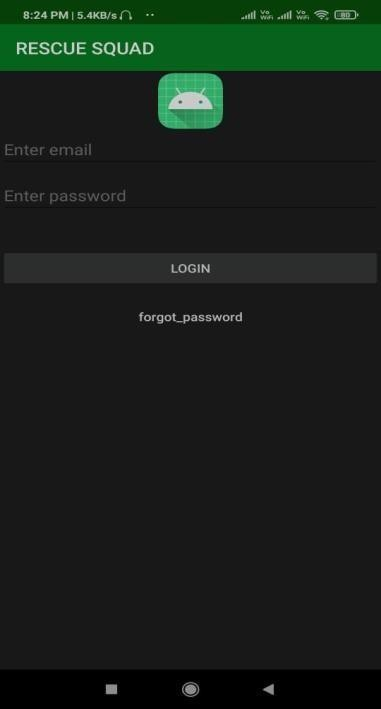 8:24 PM | 5.4KB/s
Vo WiFi Vo WiFi 80
RESCUE SQUAD
Enter email
Enter password
LOGIN
forgot_password